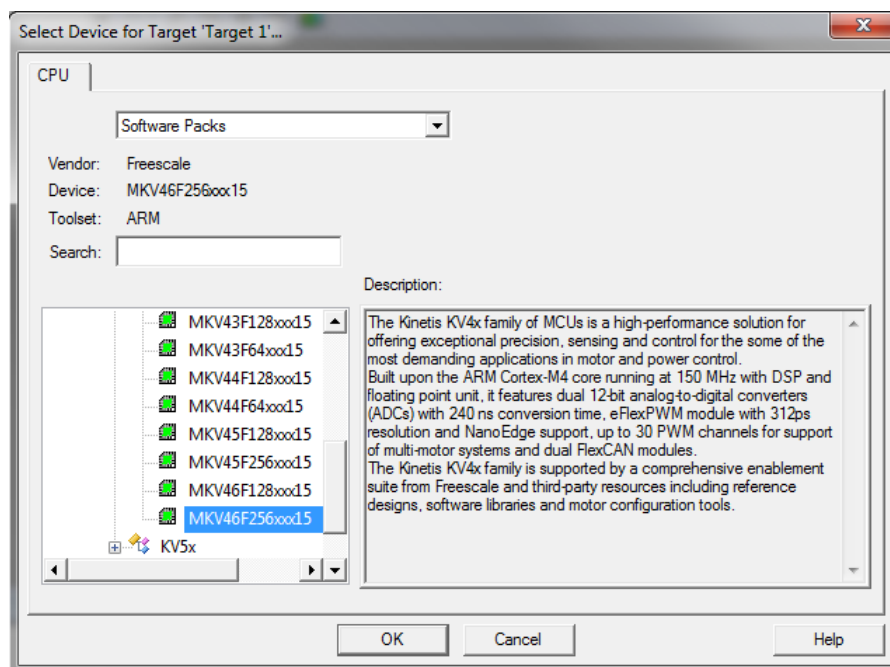 Select Device for Target 'Target 1'...
CPU
Software Packs
Vendor: Freescale
Device: MKV46F256xxx15
Toolset: ARM
Search:
Description:
MKV43F128xxx15
MKV43F64xxx15
MKV44F128xxx15
MKV44F64xxx15
MKV45F128xxx15
MKV45F256xxx15
MKV46F128xxx15
MKV46F256xxx15
KV5x
The Kinetis KV4x family of MCUs is a high-performance solution for
offering exceptional precision, sensing and control for the some of the
most demanding applications in motor and power control.
Built upon the ARM Cortex-M4 core running at 150 MHz with DSP and
floating point unit, it features dual 12-bit analog-to-digital converters
(ADCs) with 240 ns conversion time, eFlexPWM module with 312ps
resolution and NanoEdge support, up to 30 PWM channels for support
of multi-motor systems and dual FlexCAN modules.
The Kinetis KV4x family is supported by a comprehensive enablement
suite from Freescale and third-party resources including reference
designs, software libraries and motor configuration tools.
OK Cancel Help